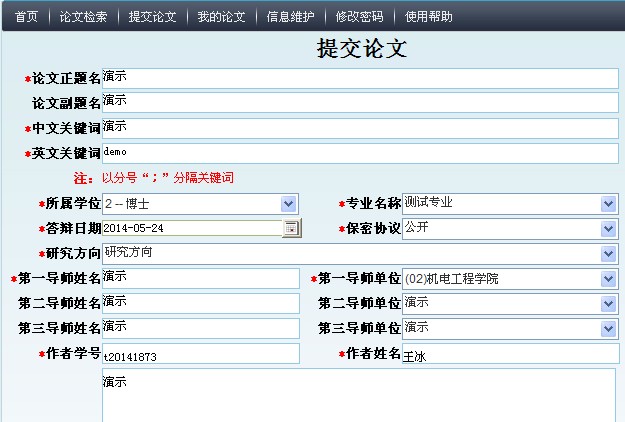 首页 论文检索 提交论文 我的论文 信息维护 修改密码 使用帮助
提交论文
*论文正题名 演示
论文副题名 演示
*中文关键词 演示
*英文关键词 demo
注：以分号“；”分隔关键词
*所属学位 2 -- 博士 *专业名称 测试专业
*答辩日期 2014-05-24 *保密协议 公开
*研究方向 研究方向
*第一导师姓名 演示 *第一导师单位 (02)机电工程学院
第二导师姓名 演示 第二导师单位 演示
第三导师姓名 演示 第三导师单位 演示
*作者学号 t20141873 *作者姓名 王冰
演示